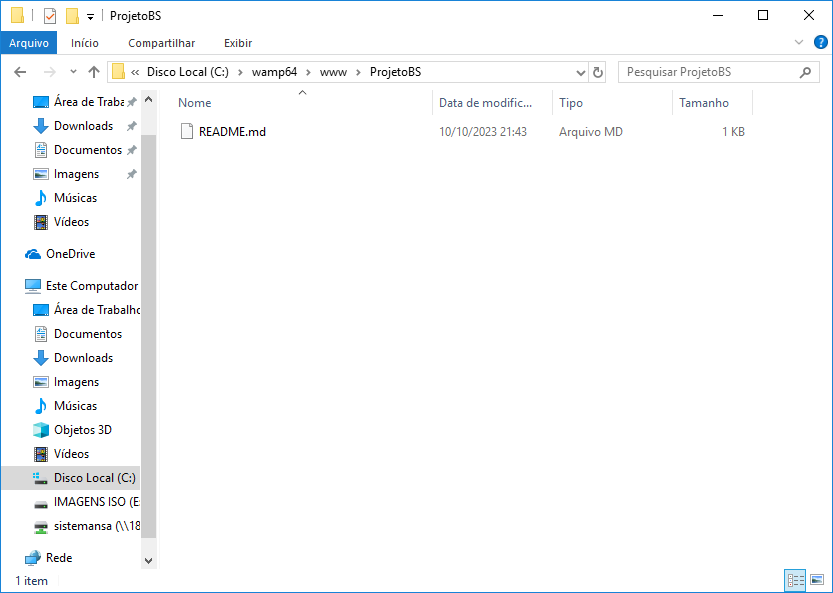 ProjetoBS
Arquivo Início Compartilhar Exibir
« Disco Local (C:) > wamp64 > www > ProjetoBS
Pesquisar ProjetoBS
Área de Traba
Downloads
Documentos
Imagens
Músicas
Vídeos
OneDrive
Este Computador
Área de Trabalho
Documentos
Downloads
Imagens
Músicas
Objetos 3D
Vídeos
Disco Local (C:)
IMAGENS ISO (E:
sistemansa (\\18
Rede
Nome Data de modific... Tipo Tamanho
README.md 10/10/2023 21:43 Arquivo MD 1 KB
1 item